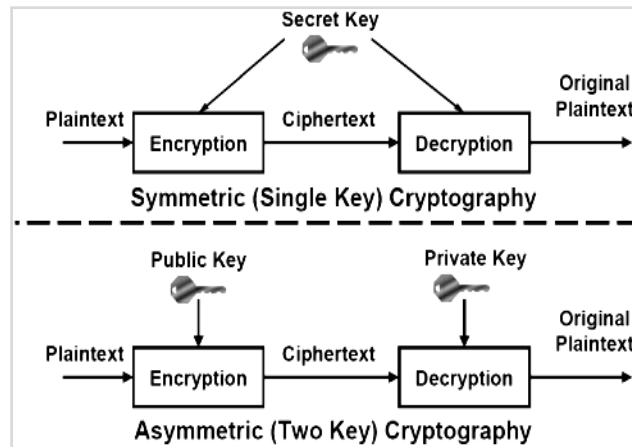 Secret Key
Original
Plaintext
Plaintext
Ciphertext
Encryption
Decryption
Symmetric (Single Key) Cryptography
Public Key
Private Key
Original
Plaintext
Plaintext
Ciphertext
Encryption
Decryption
Asymmetric (Two Key) Cryptography